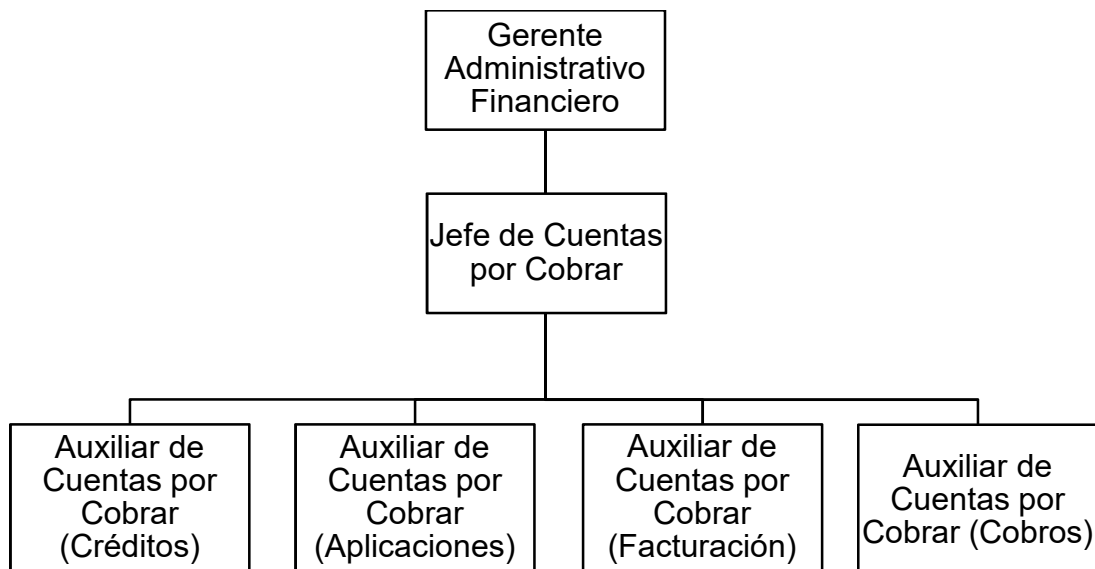 Gerente
Administrativo
Financiero
Jefe de Cuentas
por Cobrar
Auxiliar de
Cuentas por
Cobrar
(Créditos)
Auxiliar de
Cuentas por
Cobrar
(Aplicaciones)
Auxiliar de
Cuentas por
Cobrar
(Facturación)
Auxiliar de
Cuentas por
Cobrar (Cobros)